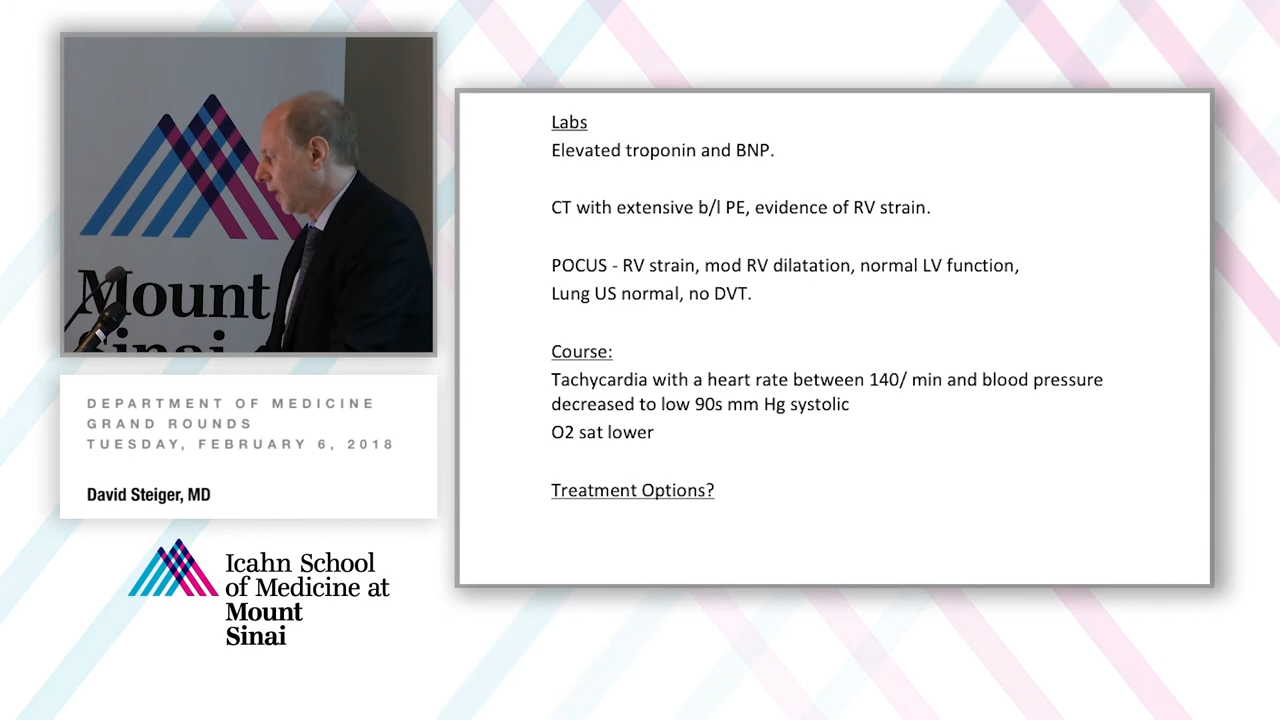 Mount
Sinai
DEPARTMENT OF MEDICINE
GRAND ROUNDS
TUESDAY, FEBRUARY 6, 2018
David Steiger, MD
Icahn School
of Medicine at
Mount
Sinai
Labs
Elevated troponin and BNP.
CT with extensive b/l PE, evidence of RV strain.
POCUS - RV strain, mod RV dilatation, normal LV function,
Lung US normal, no DVT.
Course:
Tachycardia with a heart rate between 140/ min and blood pressure
decreased to low 90s mm Hg systolic
O2 sat lower
Treatment Options?